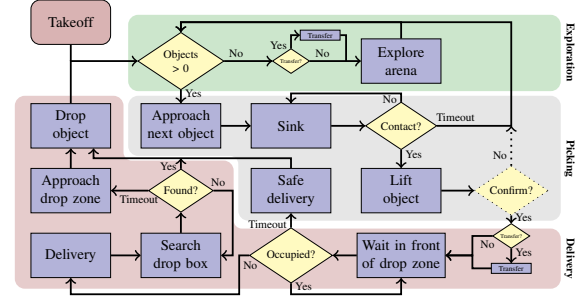 Takeoff
Objects
> 0
Yes
No
Transfer?
Yes
No
Transfer
Explore
arena
Exploration
Drop
object
Approach
next object
Sink
No
Contact?
Timeout
Yes
No
Picking
Approach
drop zone
Timeout
Yes
Found?
No
Safe
delivery
Lift
object
Confirm?
Yes
Timeout
Delivery
Search
drop box
No
Occupied?
Yes
Wait in front
of drop zone
No
Transfer?
Yes
Transfer
Delivery